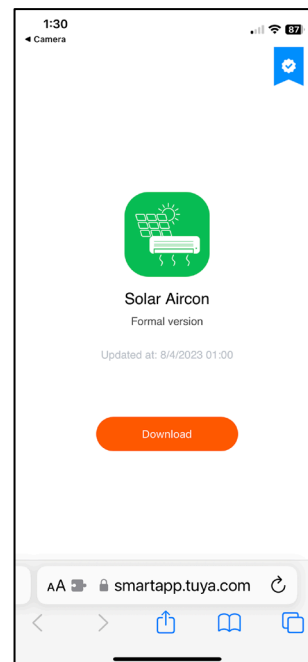 1:30
◀ Camera
87
Solar Aircon
Formal version
Updated at: 8/4/2023 01:00
Download
AA smartapp.tuya.com